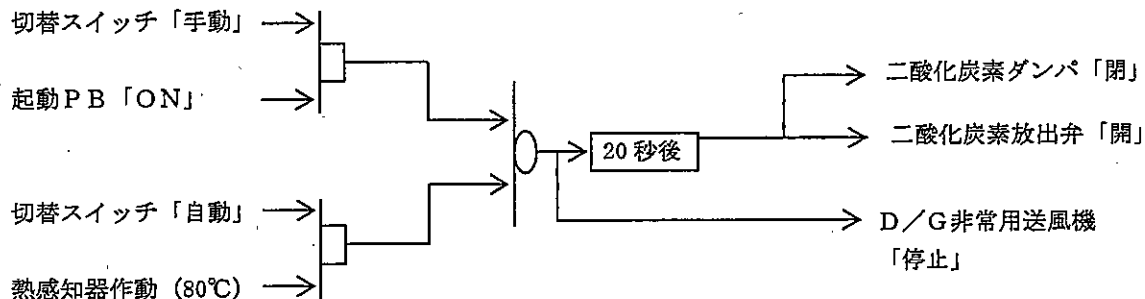 切替スイッチ「手動」
起動PB「ON」
切替スイッチ「自動」
熱感知器作動(80℃)
20秒後
二酸化炭素ダンパ「閉」
二酸化炭素放出弁「開」
D/G非常用送風機
「停止」